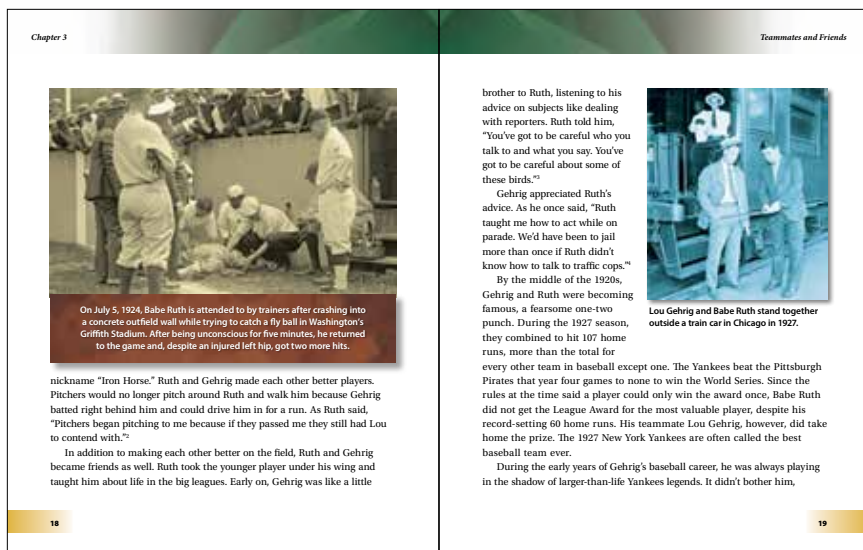 Chapter 3
On July 5, 1924, Babe Ruth is attended to by trainers after crashing into
a concrete outfield wall while trying to catch a fly ball in Washington’s
Griffith Stadium. After being unconscious for five minutes, he returned
to the game and, despite an injured left hip, got two more hits.
nickname “Iron Horse.” Ruth and Gehrig made each other better players.
Pitchers would no longer pitch around Ruth and walk him because Gehrig
batted right behind him and could drive him in for a run. As Ruth said,
“Pitchers began pitching to me because if they passed me they still had Lou
to contend with.”2
In addition to making each other better on the field, Ruth and Gehrig
became friends as well. Ruth took the younger player under his wing and
taught him about life in the big leagues. Early on, Gehrig was like a little
18
Teammates and Friends
brother to Ruth, listening to his
advice on subjects like dealing
with reporters. Ruth told him,
“You’ve got to be careful who you
talk to and what you say. You’ve
got to be careful about some of
these birds.”3
Gehrig appreciated Ruth’s
advice. As he once said, “Ruth
taught me how to act while on
parade. We’d have been to jail
more than once if Ruth didn’t
know how to talk to traffic cops.”4
By the middle of the 1920s,
Gehrig and Ruth were becoming
famous, a fearsome one-two
punch. During the 1927 season,
they combined to hit 107 home
runs, more than the total for
Lou Gehrig and Babe Ruth stand together
outside a train car in Chicago in 1927.
every other team in baseball except one. The Yankees beat the Pittsburgh
Pirates that year four games to none to win the World Series. Since the
rules at the time said a player could only win the award once, Babe Ruth
did not get the League Award for the most valuable player, despite his
record-setting 60 home runs. His teammate Lou Gehrig, however, did take
home the prize. The 1927 New York Yankees are often called the best
baseball team ever.
During the early years of Gehrig’s baseball career, he was always playing
in the shadow of larger-than-life Yankees legends. It didn’t bother him,
19